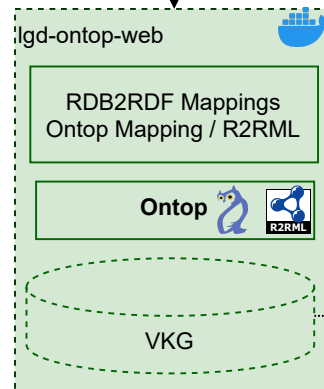 lgd-ontop-web
RDB2RDF Mappings
Ontop Mapping / R2RML
Ontop
R2RML
VKG